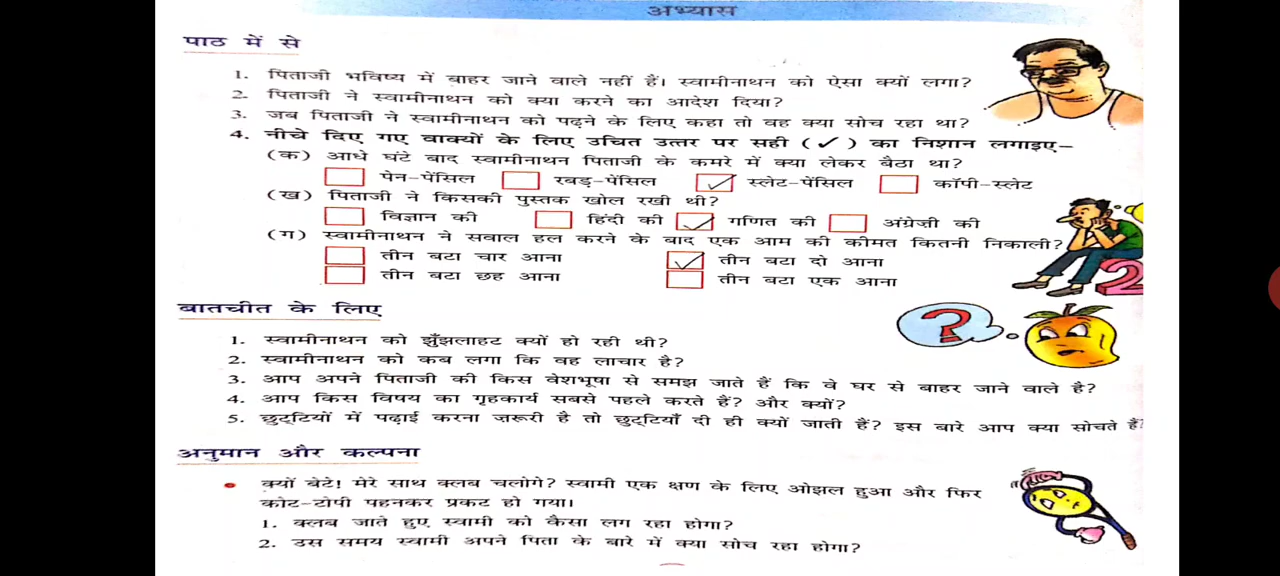 अभ्यास
पाठ में से
1. पिताजी भविष्य में बाहर जाने वाले नहीं हैं। स्वामीनाथन को ऐसा क्यों लगा?
2. पिताजी ने स्वामीनाथन को क्या करने का आदेश दिया?
3. जब पिताजी ने स्वामीनाथन को पढ़ने के लिए कहा तो वह क्या सोच रहा था?
4. नीचे दिए गए वाक्यों के लिए उचित उत्तर पर सही (✓) का निशान लगाइए–
(क) आधे घंटे बाद स्वामीनाथन पिताजी के कमरे में क्या लेकर बैठा था?
पेन-पेंसिल रबड़-पेंसिल स्लेट-पेंसिल कॉपी-स्लेट
(ख) पिताजी ने किसकी पुस्तक खोल रखी थी?
विज्ञान की हिंदी की गणित की अंग्रेजी की
(ग) स्वामीनाथन ने सवाल हल करने के बाद एक आम की कीमत कितनी निकाली?
तीन बटा चार आना तीन बटा दो आना
तीन बटा छह आना तीन बटा एक आना
2
बातचीत के लिए
?
1. स्वामीनाथन को झुँझलाहट क्यों हो रही थी?
2. स्वामीनाथन को कब लगा कि वह लाचार है?
3. आप अपने पिताजी की किस वेशभूषा से समझ जाते हैं कि वे घर से बाहर जाने वाले है?
4. आप किस विषय का गृहकार्य सबसे पहले करते हैं? और क्यों?
5. छुट्टियों में पढ़ाई करना ज़रूरी है तो छुट्टियाँ दी ही क्यों जाती हैं? इस बारे आप क्या सोचते हैं?
अनुमान और कल्पना
• क्यों बेटे! मेरे साथ क्लब चलोगे? स्वामी एक क्षण के लिए ओझल हुआ और फिर
कोट-टोपी पहनकर प्रकट हो गया।
1. क्लब जाते हुए स्वामी को कैसा लग रहा होगा?
2. उस समय स्वामी अपने पिता के बारे में क्या सोच रहा होगा?